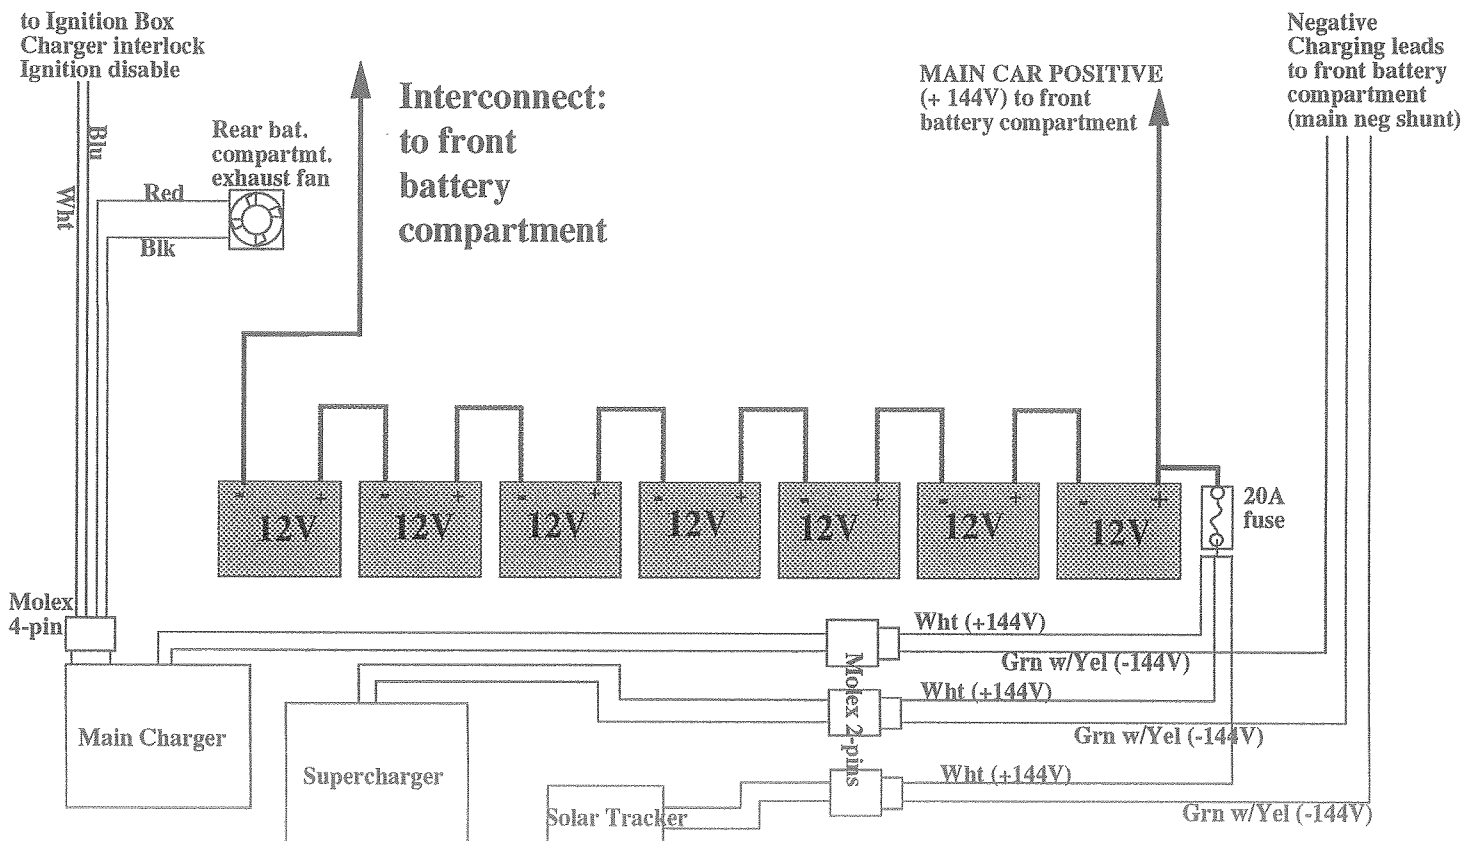 to Ignition Box
Charger interlock
Ignition disable
Blu
Wht
Rear bat.
compartmt.
exhaust fan
Red
Blk
Interconnect:
to front
battery
compartment
MAIN CAR POSITIVE
(+ 144V) to front
battery compartment
Negative
Charging leads
to front battery
compartment
(main neg shunt)
- + - + - + - + - + - + - +
12V 12V 12V 12V 12V 12V 12V
20A
fuse
Molex
4-pin
Wht (+144V)
Grn w/Yel (-144V)
Molex 2-pins
Wht (+144V)
Grn w/Yel (-144V)
Wht (+144V)
Grn w/Yel (-144V)
Main Charger
Supercharger
Solar Tracker